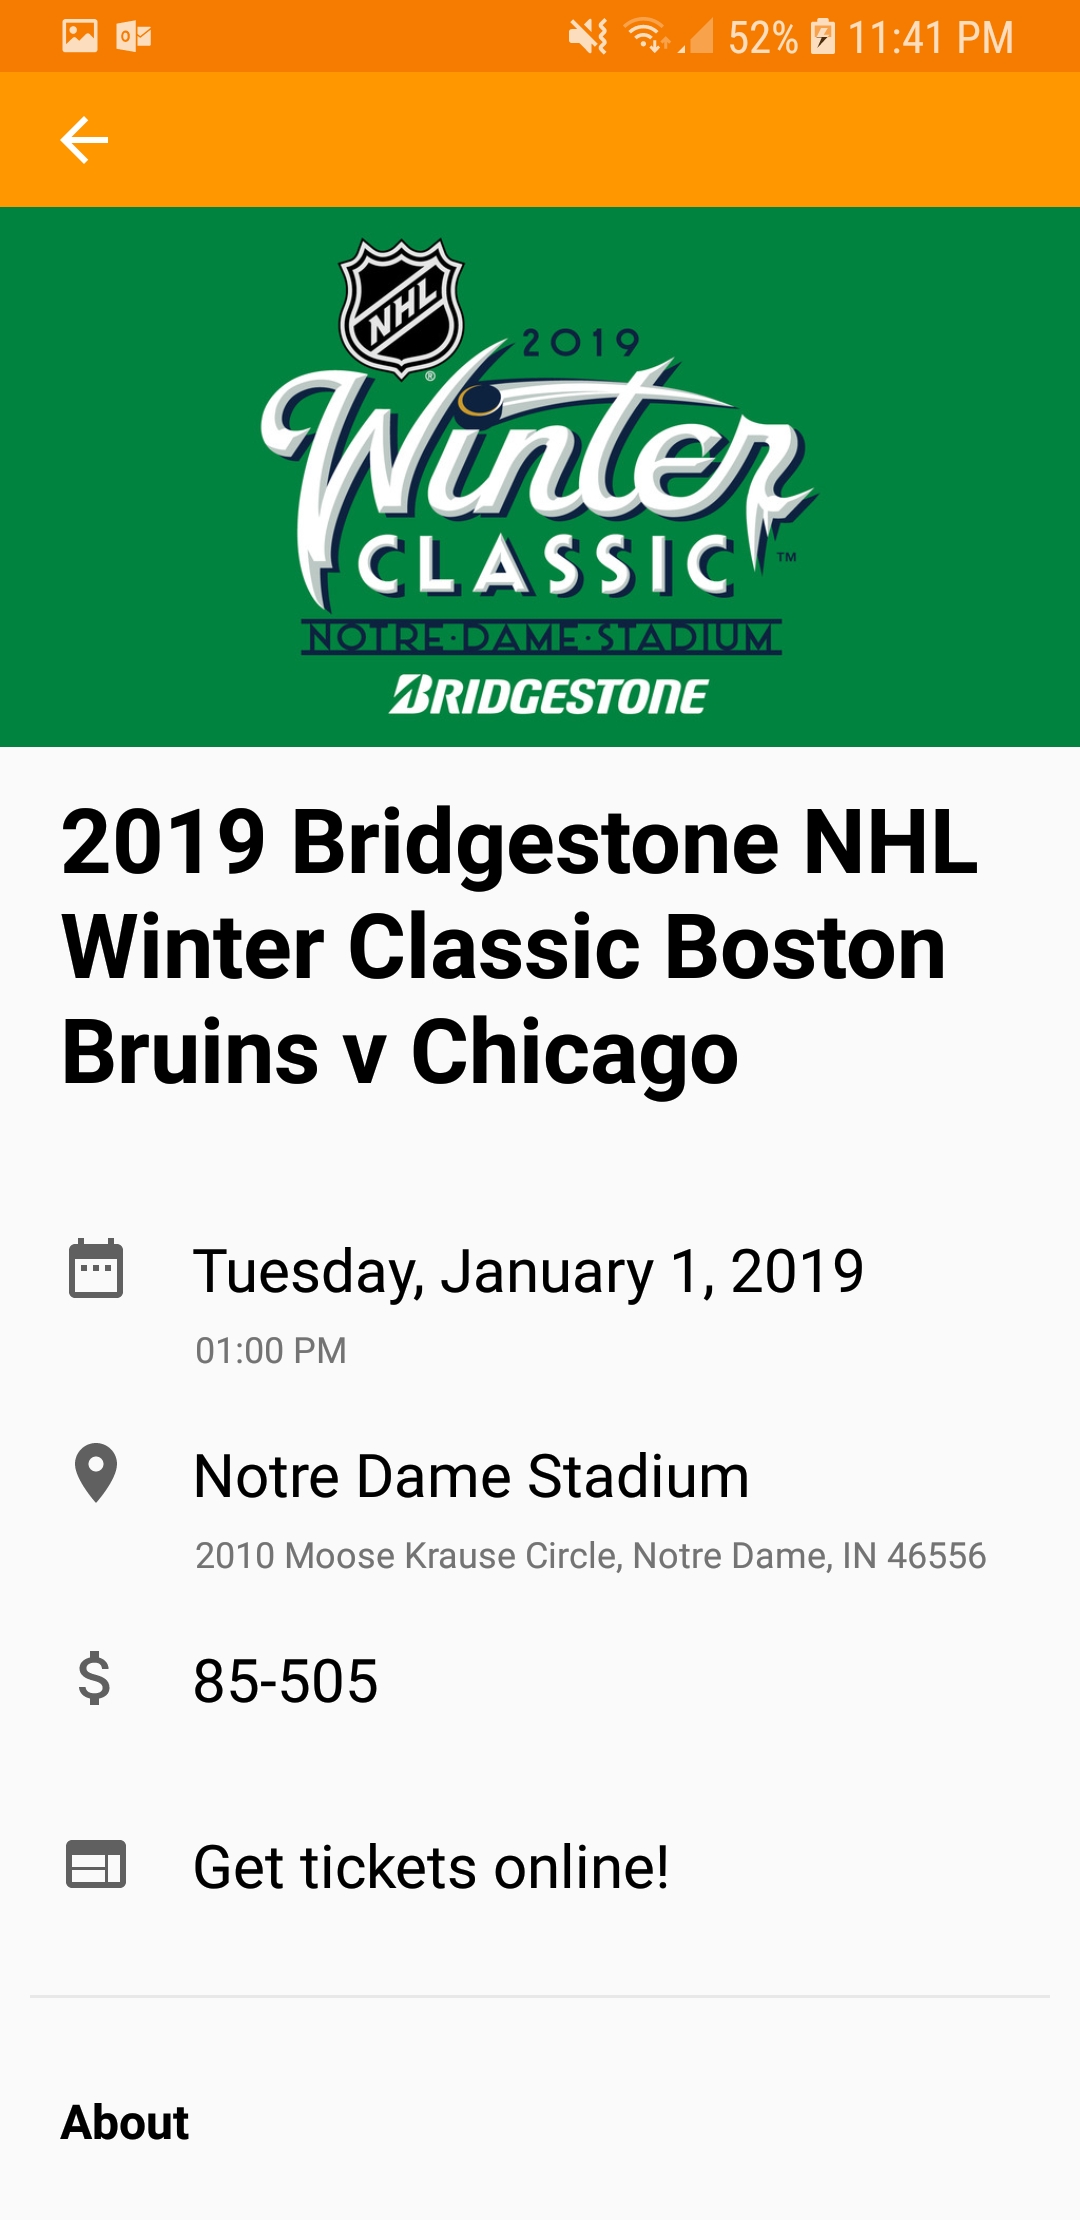 52% 11:41 PM
NHL
®
2019
Winter
CLASSIC
TM
NOTRE·DAME·STADIUM
BRIDGESTONE
2019 Bridgestone NHL
Winter Classic Boston
Bruins v Chicago
Tuesday, January 1, 2019
01:00 PM
Notre Dame Stadium
2010 Moose Krause Circle, Notre Dame, IN 46556
$ 85-505
Get tickets online!
About